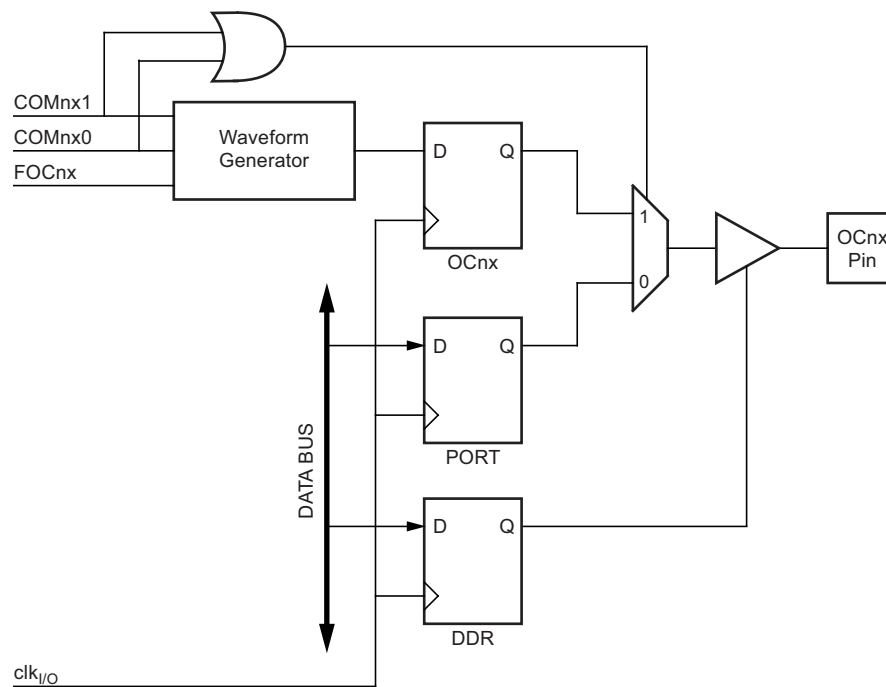 COMnx1
COMnx0
FOCnx
Waveform
Generator
D
Q
OCnx
1
0
OCnx
Pin
D
Q
PORT
DATA BUS
D
Q
DDR
clkI/O